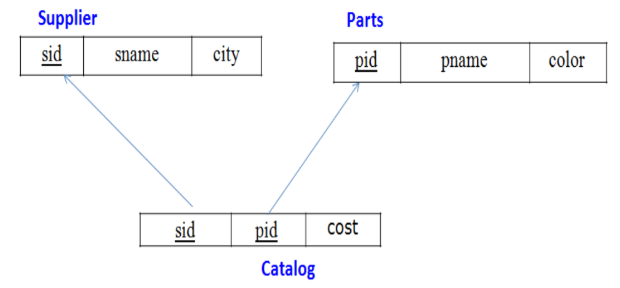 Supplier
sid sname city
Parts
pid pname color
sid pid cost
Catalog